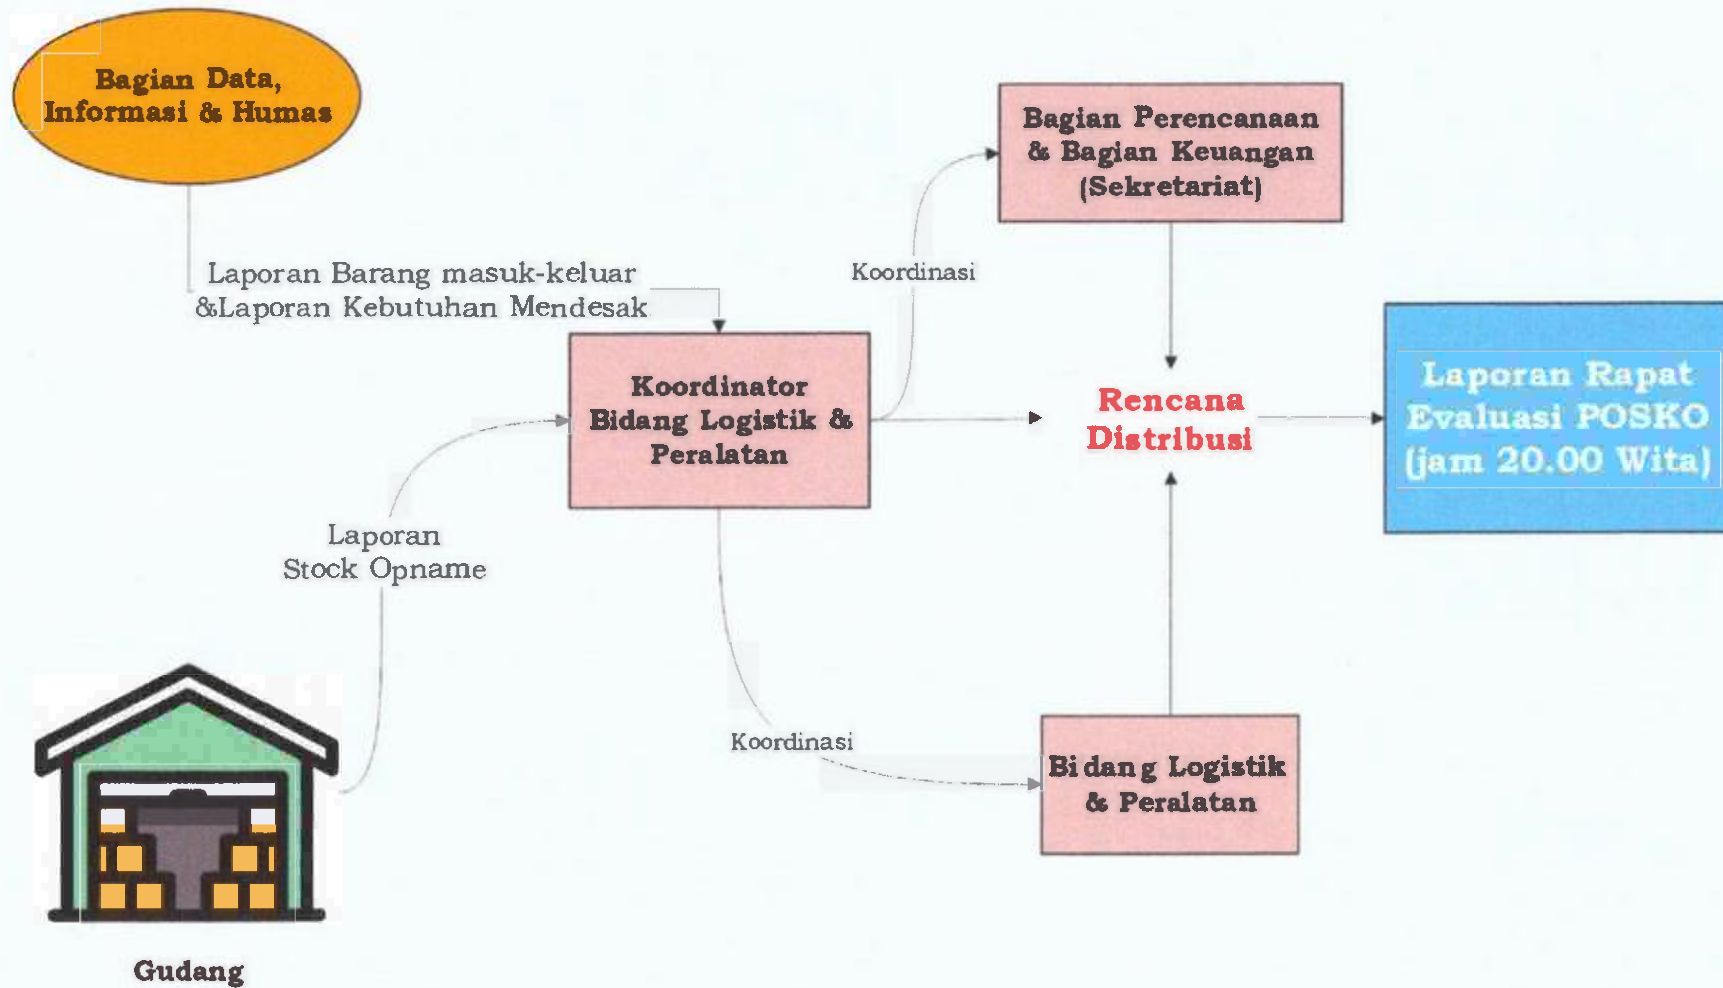 Bagian Data,
Informasi & Humas
Bagian Perencanaan
& Bagian Keuangan
(Sekretariat)
Laporan Barang masuk-keluar
&Laporan Kebutuhan Mendesak
Koordinasi
Koordinator
Bidang Logistik &
Peralatan
Rencana
Distribusi
Laporan Rapat
Evaluasi POSKO
(jam 20.00 Wita)
Laporan
Stock Opname
Koordinasi
Bidang Logistik
& Peralatan
Gudang